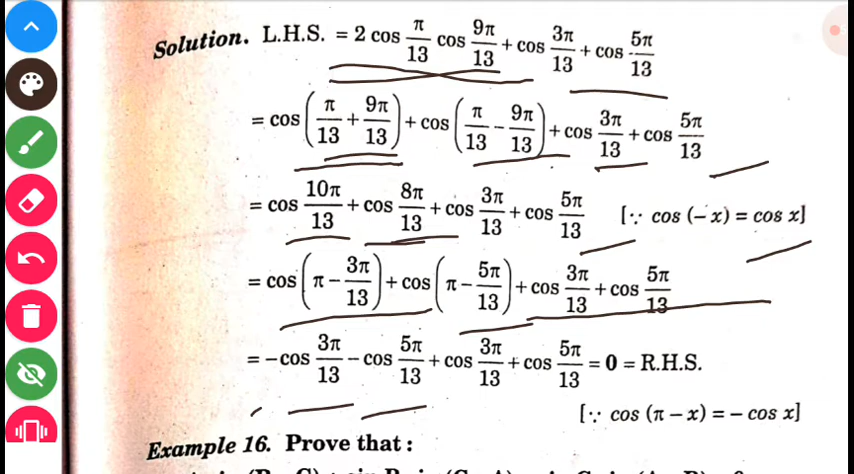 Solution. L.H.S. = 2 cos π/13 cos 9π/13 + cos 3π/13 + cos 5π/13
= cos (π/13 + 9π/13) + cos (π/13 − 9π/13) + cos 3π/13 + cos 5π/13
= cos 10π/13 + cos 8π/13 + cos 3π/13 + cos 5π/13 [∵ cos (− x) = cos x]
= cos (π − 3π/13) + cos (π − 5π/13) + cos 3π/13 + cos 5π/13
= −cos 3π/13 − cos 5π/13 + cos 3π/13 + cos 5π/13 = 0 = R.H.S.
[∵ cos (π − x) = − cos x]
Example 16. Prove that :